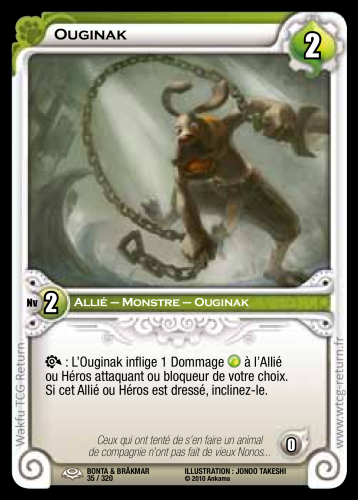 OUGINAK
2
Nv 2 ALLIÉ – MONSTRE – OUGINAK
: L'Ouginak inflige 1 Dommage à l'Allié
ou Héros attaquant ou bloqueur de votre choix.
Si cet Allié ou Héros est dressé, inclinez-le.
Ceux qui ont tenté de s'en faire un animal
de compagnie n'ont pas fait de vieux Nonos...
0
BONTA & BRÂKMAR
35 / 320
ILLUSTRATION : JONOO TAKESHI
© 2010 Ankama
Wakfu TCG Return
www.wtcg-return.fr